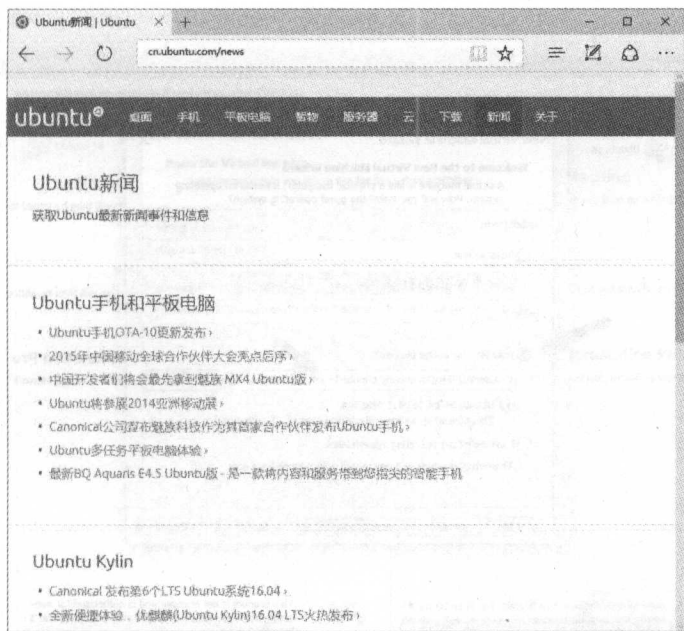 Ubuntu新闻 | Ubuntu
cn.ubuntu.com/news
ubuntu
桌面 手机 平板电脑 智物 服务器 云 下载 新闻 关于
Welcome to the New Virtual Machine Wizard
Ubuntu新闻
获取Ubuntu最新新闻事件和信息
Ubuntu手机和平板电脑
• Ubuntu手机OTA-10更新发布 ›
• 2015年中国移动全球合作伙伴大会亮点后序 ›
• 中国开发者们将会最先拿到魅族 MX4 Ubuntu版 ›
• Ubuntu将参展2014亚洲移动展 ›
• Canonical公司宣布魅族科技作为其首家合作伙伴发布Ubuntu手机 ›
• Ubuntu多任务平板电脑体验 ›
• 最新BQ Aquaris E4.5 Ubuntu版 - 是一款将内容和服务带到您指尖的智能手机
Ubuntu Kylin
• Canonical 发布第6个LTS Ubuntu系统16.04 ›
• 全新便捷体验，优麒麟(Ubuntu Kylin)16.04 LTS火热发布 ›